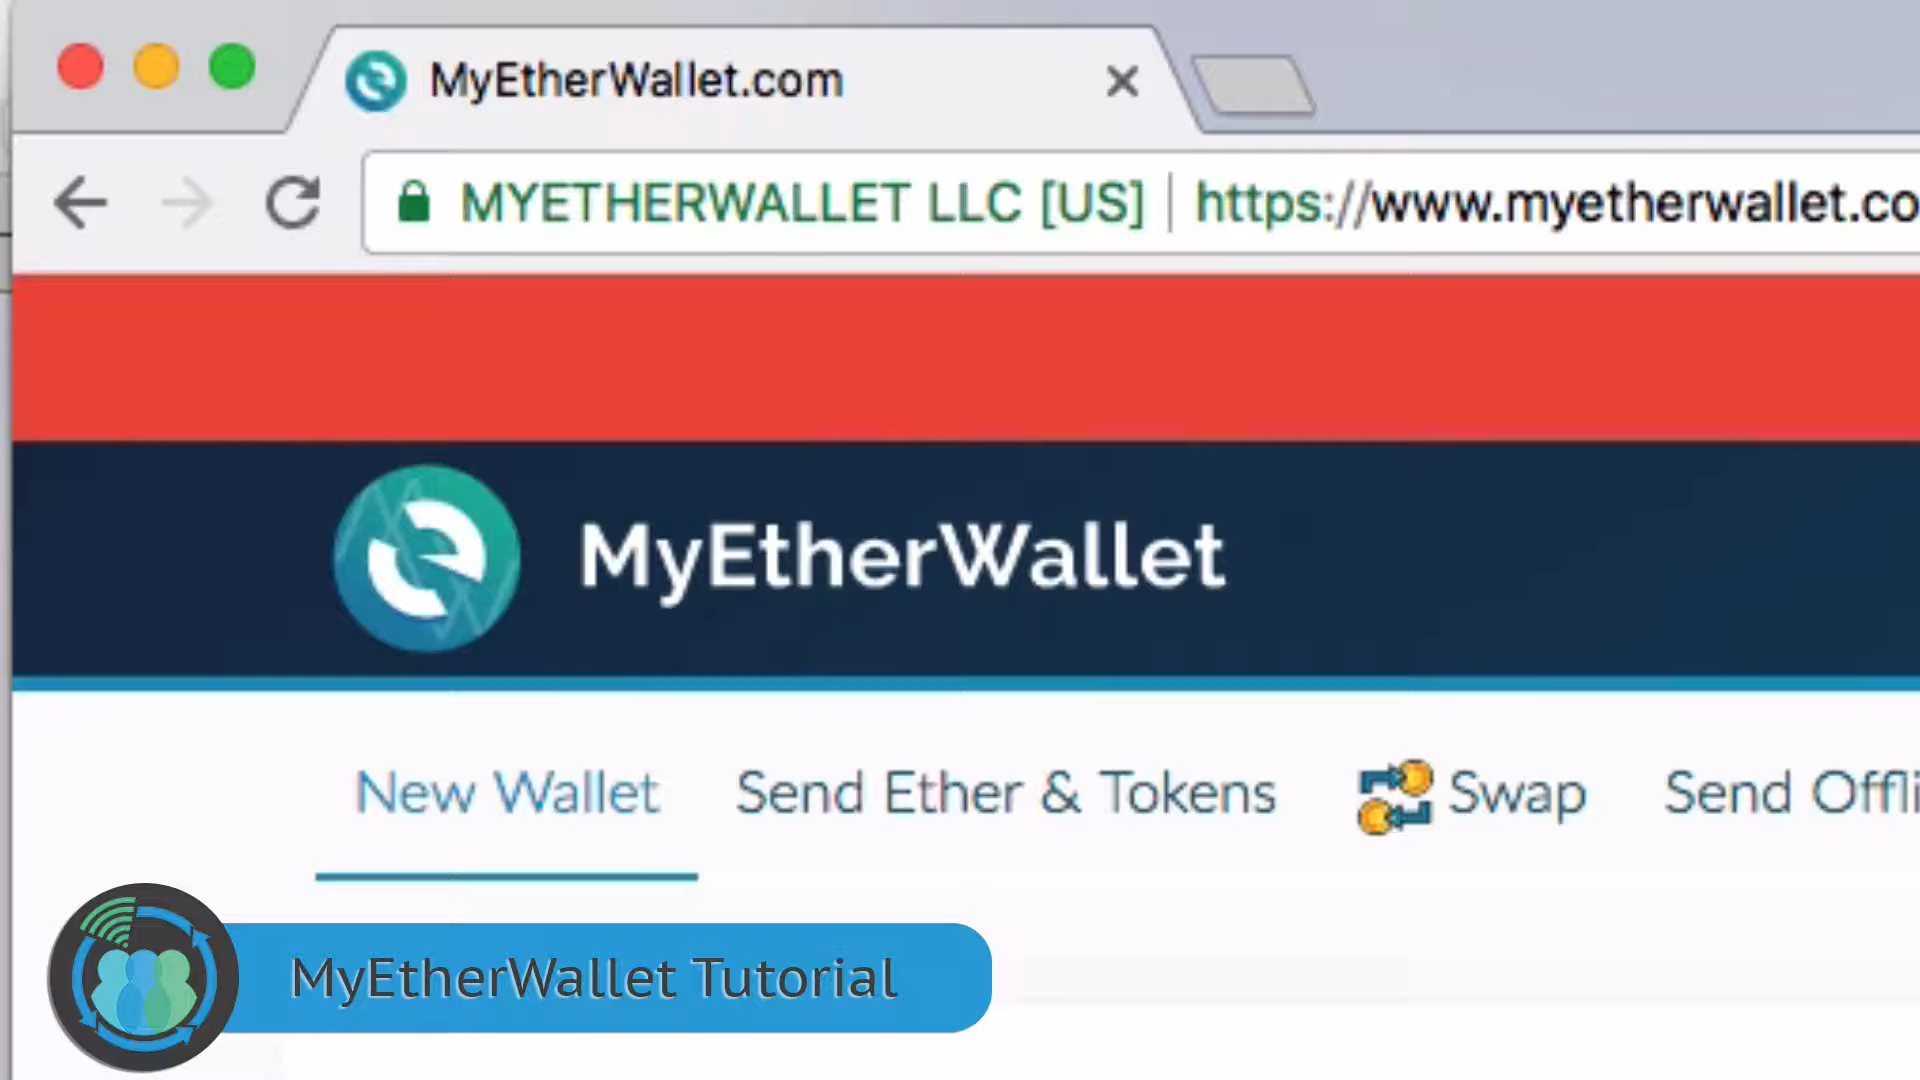 MyEtherWallet.com
MYETHERWALLET LLC [US] | https://www.myetherwallet.co
MyEtherWallet
New Wallet Send Ether & Tokens Swap Send Offli
MyEtherWallet Tutorial